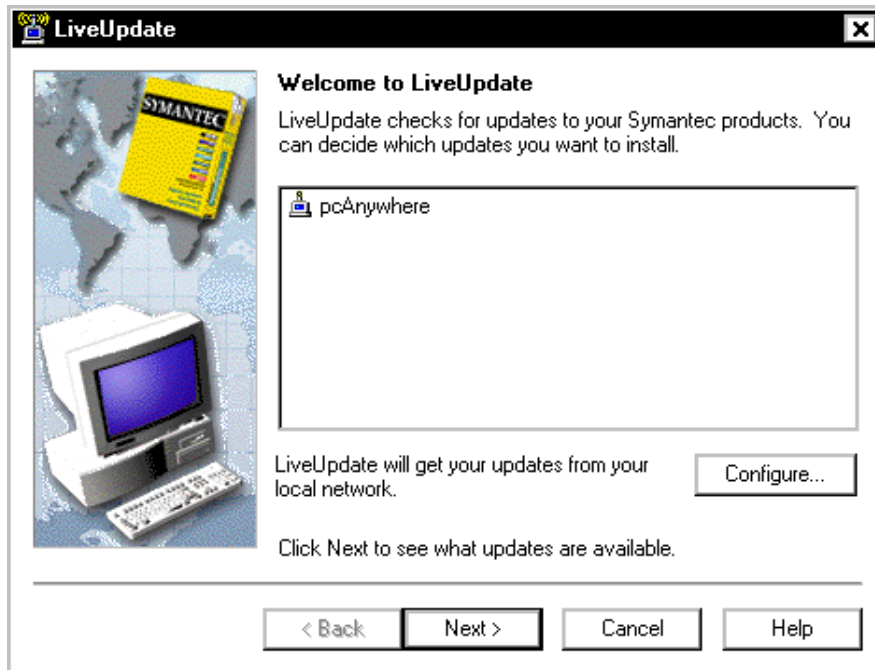 LiveUpdate
SYMANTEC
Welcome to LiveUpdate
LiveUpdate checks for updates to your Symantec products. You
can decide which updates you want to install.
pcAnywhere
LiveUpdate will get your updates from your
local network.
Configure...
Click Next to see what updates are available.
< Back
Next >
Cancel
Help